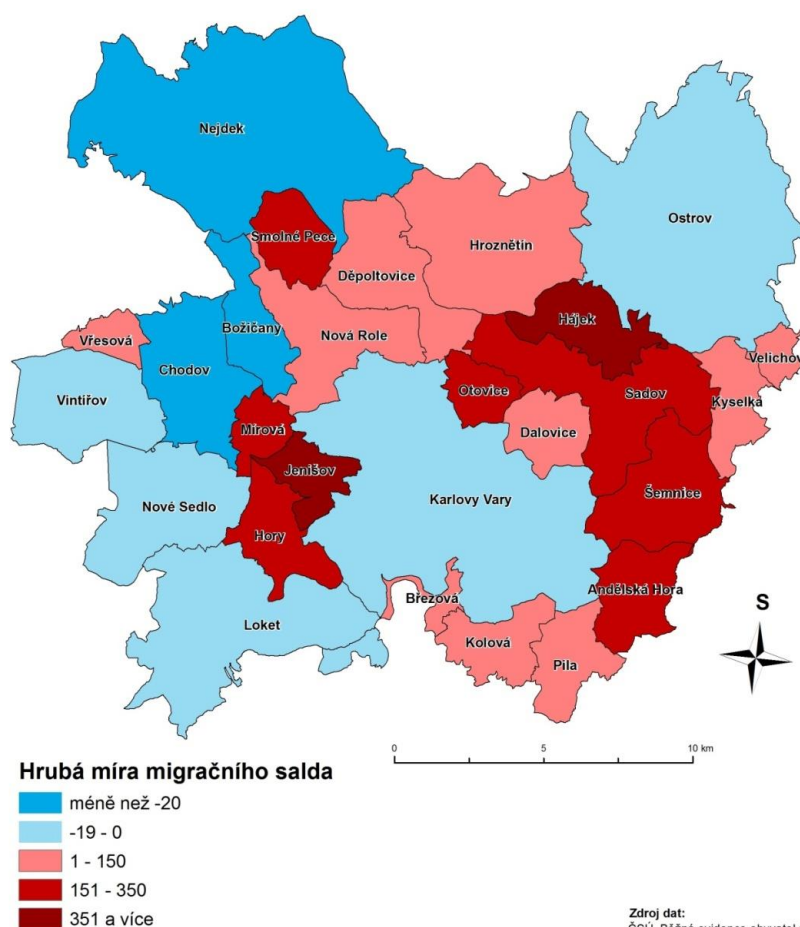 Nejdek
Ostrov
Smolné Pece
Hroznětín
Děpoltovice
Hájek
Božičany
Nová Role
Vřesová
Velichov
Chodov
Vintířov
Otovice
Sadov
Kyselka
Mírová
Dalovice
Jenišov
Šemnice
Karlovy Vary
Nové Sedlo
Hory
Andělská Hora
Březová
S
Loket
Kolová
Pila
0 5 10 km
Hrubá míra migračního salda
méně než -20
-19 - 0
1 - 150
151 - 350
351 a více
Zdroj dat: